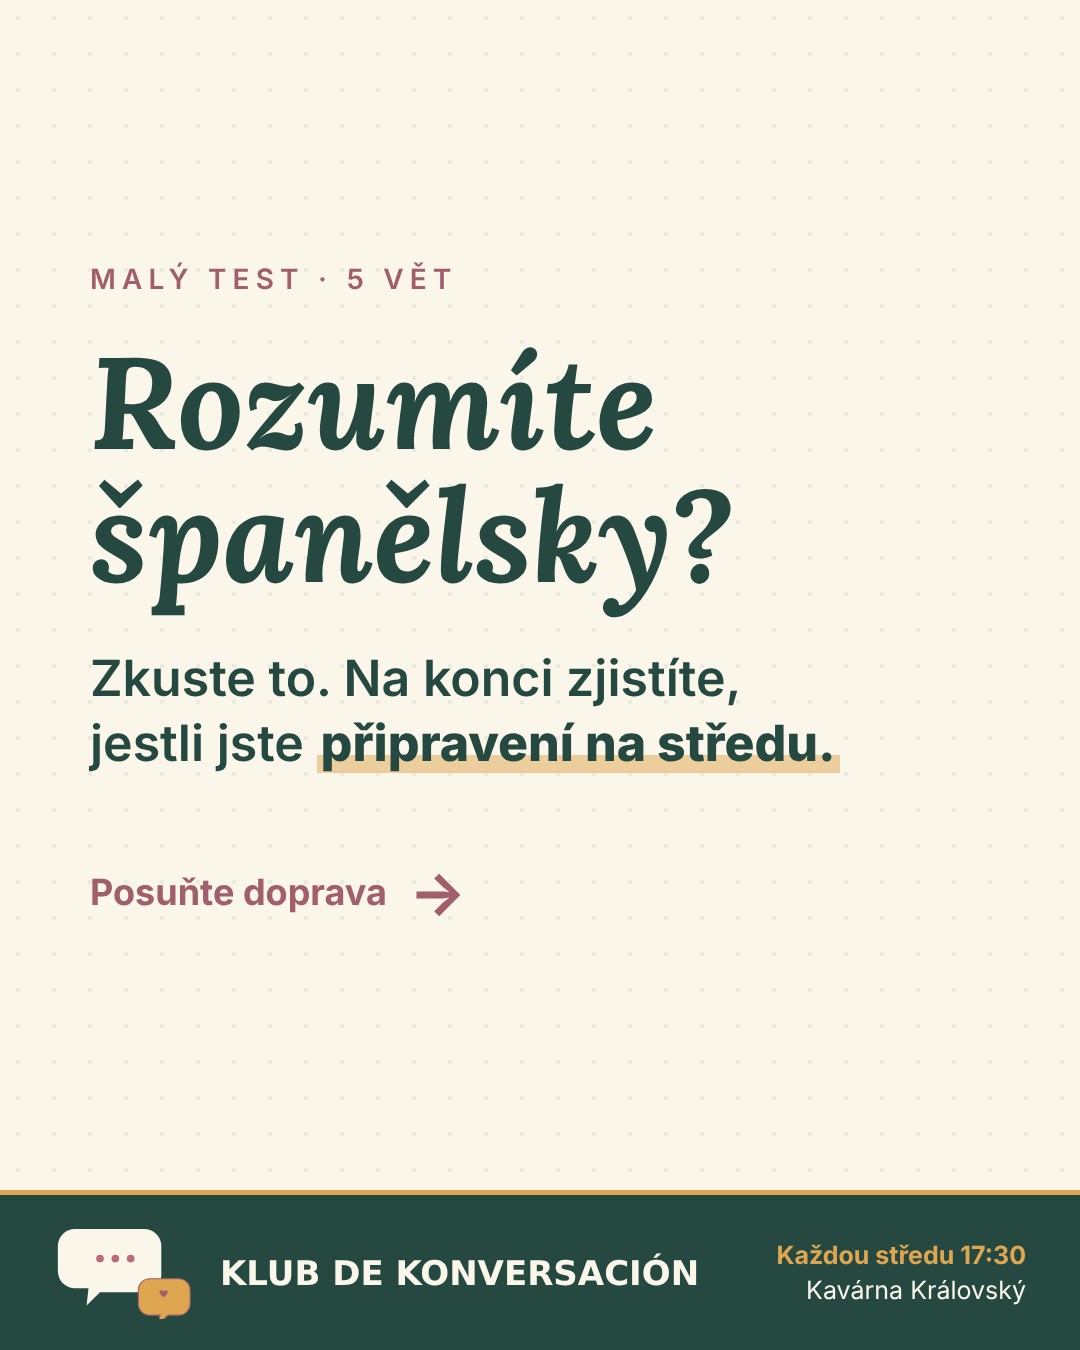 MALÝ TEST · 5 VĚT
Rozumíte
španělsky?
Zkuste to. Na konci zjistíte,
jestli jste připravení na středu.
Posuňte doprava →
KLUB DE KONVERSACIÓN
Každou středu 17:30
Kavárna Královský